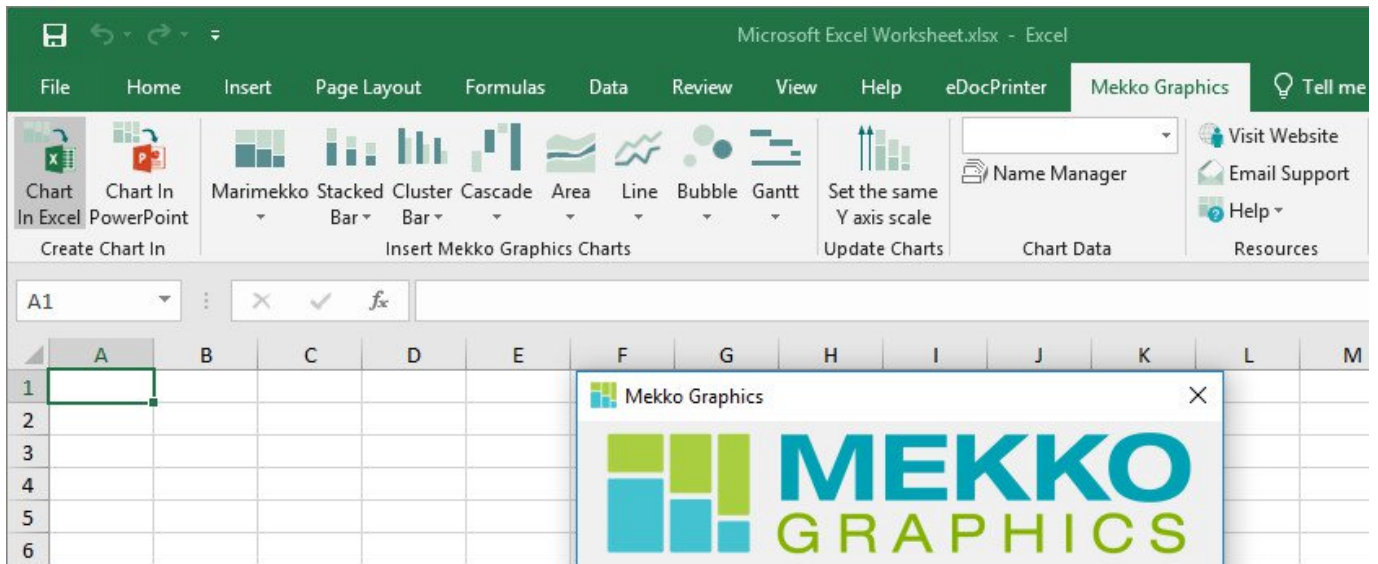 Microsoft Excel Worksheet.xlsx - Excel
File Home Insert Page Layout Formulas Data Review View Help eDocPrinter Mekko Graphics Tell me
Chart In Excel
Chart In PowerPoint
Create Chart In
Marimekko
Stacked Bar
Cluster Bar
Cascade
Area
Line
Bubble
Gantt
Insert Mekko Graphics Charts
Set the same Y axis scale
Update Charts
Name Manager
Chart Data
Visit Website
Email Support
Help
Resources
A1 fx
A B C D E F G H I J K L M
1
2
3
4
5
6
Mekko Graphics
MEKKO
GRAPHICS